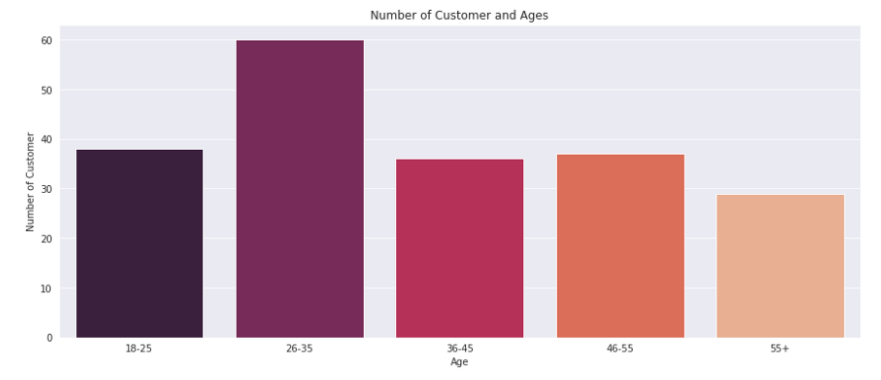 Number of Customer and Ages
60
50
40
30
20
10
0
Number of Customer
18-25 26-35 36-45 46-55 55+
Age